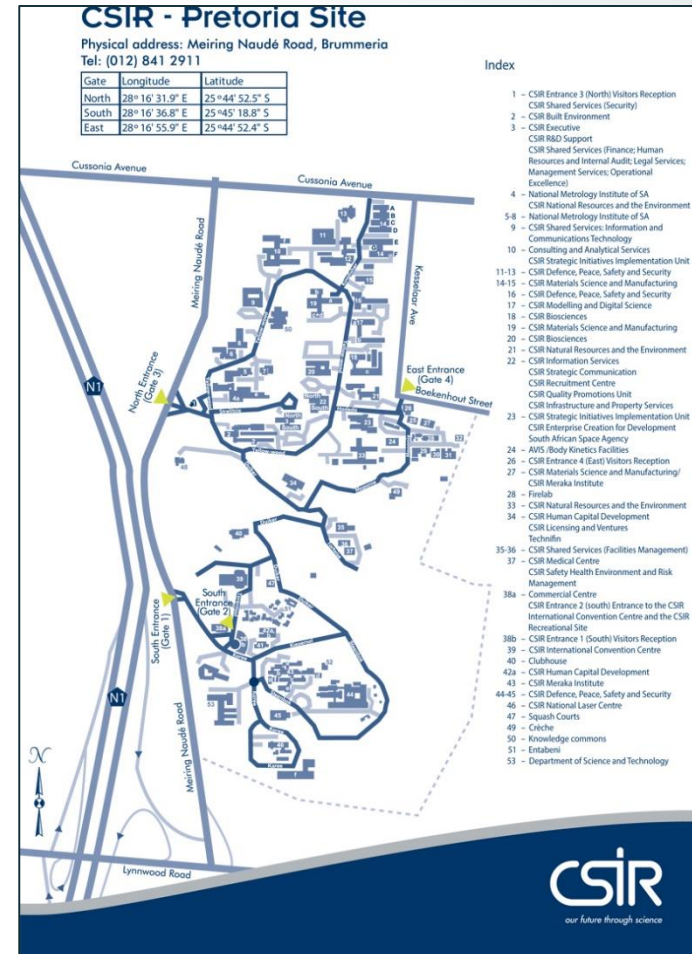 CSIR - Pretoria Site
Physical address: Meiring Naudé Road, Brummeria
Tel: (012) 841 2911
Gate Longitude Latitude
North 28º 16' 31.9" E 25º44' 52.5" S
South 28º 16' 36.8" E 25º45' 18.8" S
East 28º 16' 55.9" E 25º44' 52.4" S
Index
1 – CSIR Entrance 3 (North) Visitors Reception
CSIR Shared Services (Security)
2 – CSIR Built Environment
3 – CSIR Executive
CSIR R&D Support
CSIR Shared Services (Finance; Human
Resources and Internal Audit; Legal Services;
Management Services; Operational
Excellence)
4 – National Metrology Institute of SA
CSIR National Resources and the Environment
5-8 – National Metrology Institute of SA
9 – CSIR Shared Services: Information and
Communications Technology
10 – Consulting and Analytical Services
CSIR Strategic Initiatives Implementation Unit
11-13 – CSIR Defence, Peace, Safety and Security
14-15 – CSIR Materials Science and Manufacturing
16 – CSIR Defence, Peace, Safety and Security
17 – CSIR Modelling and Digital Science
18 – CSIR Biosciences
19 – CSIR Materials Science and Manufacturing
20 – CSIR Biosciences
21 – CSIR Natural Resources and the Environment
22 – CSIR Information Services
CSIR Strategic Communication
CSIR Recruitment Centre
CSIR Quality Promotions Unit
CSIR Infrastructure and Property Services
23 – CSIR Strategic Initiatives Implementation Unit
CSIR Enterprise Creation for Development
South African Space Agency
24 – AVIS /Body Kinetics Facilities
26 – CSIR Entrance 4 (East) Visitors Reception
27 – CSIR Materials Science and Manufacturing/
CSIR Meraka Institute
28 – Firelab
33 – CSIR Natural Resources and the Environment
34 – CSIR Human Capital Development
CSIR Licensing and Ventures
Technifin
35-36 – CSIR Shared Services (Facilities Management)
37 – CSIR Medical Centre
CSIR Safety Health Environment and Risk
Management
38a – Commercial Centre
CSIR Entrance 2 (south) Entrance to the CSIR
International Convention Centre and the CSIR
Recreational Site
38b – CSIR Entrance 1 (South) Visitors Reception
39 – CSIR International Convention Centre
40 – Clubhouse
42a – CSIR Human Capital Development
43 – CSIR Meraka Institute
44-45 – CSIR Defence, Peace, Safety and Security
46 – CSIR National Laser Centre
47 – Squash Courts
49 – Crèche
50 – Knowledge commons
51 – Entabeni
53 – Department of Science and Technology
Cussonia Avenue
Cussonia Avenue
Meiring Naudé Road
Kesselaar Ave
East Entrance
(Gate 4)
Boekenhout Street
North Entrance
(Gate 3)
N1
South
Entrance
(Gate 2)
South Entrance
(Gate 1)
N1
Meiring Naudé Road
N
Lynnwood Road
CSIR
our future through science